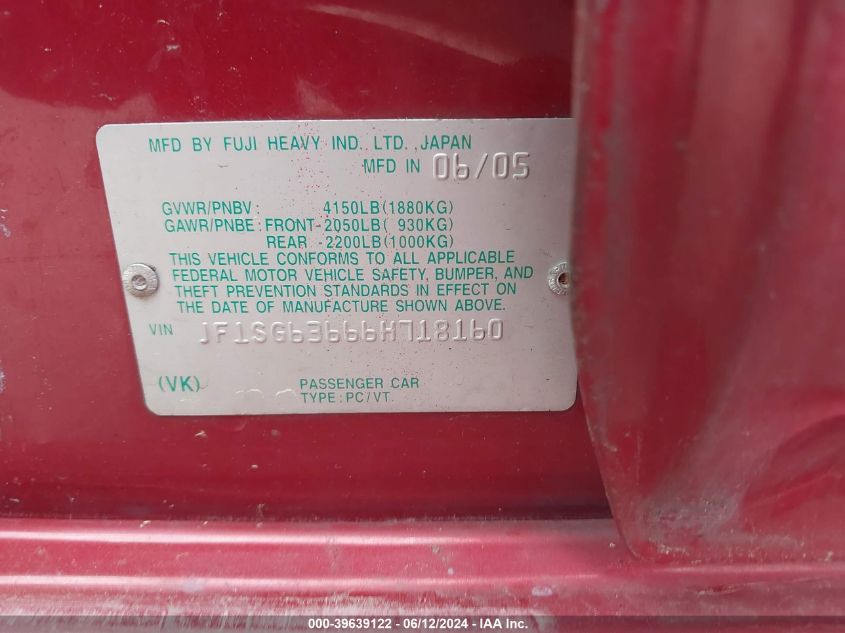 MFD BY FUJI HEAVY IND. LTD. JAPAN
MFD IN 06/05
GVWR/PNBV : 4150LB(1880KG)
GAWR/PNBE : FRONT-2050LB( 930KG)
REAR -2200LB(1000KG)
THIS VEHICLE CONFORMS TO ALL APPLICABLE
FEDERAL MOTOR VEHICLE SAFETY, BUMPER, AND
THEFT PREVENTION STANDARDS IN EFFECT ON
THE DATE OF MANUFACTURE SHOWN ABOVE.
VIN JF1SG63666H718160
(VK) PASSENGER CAR
TYPE : PC/VT
000-39639122 - 06/12/2024 - © IAA Inc.